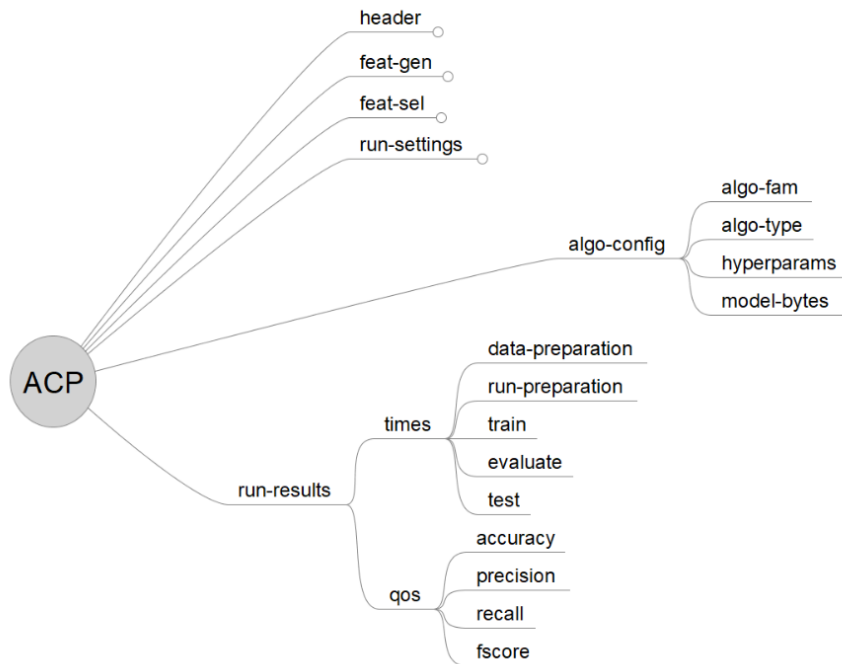 header
feat-gen
feat-sel
run-settings
algo-config
algo-fam
algo-type
hyperparams
model-bytes
ACP
run-results
times
data-preparation
run-preparation
train
evaluate
test
qos
accuracy
precision
recall
fscore